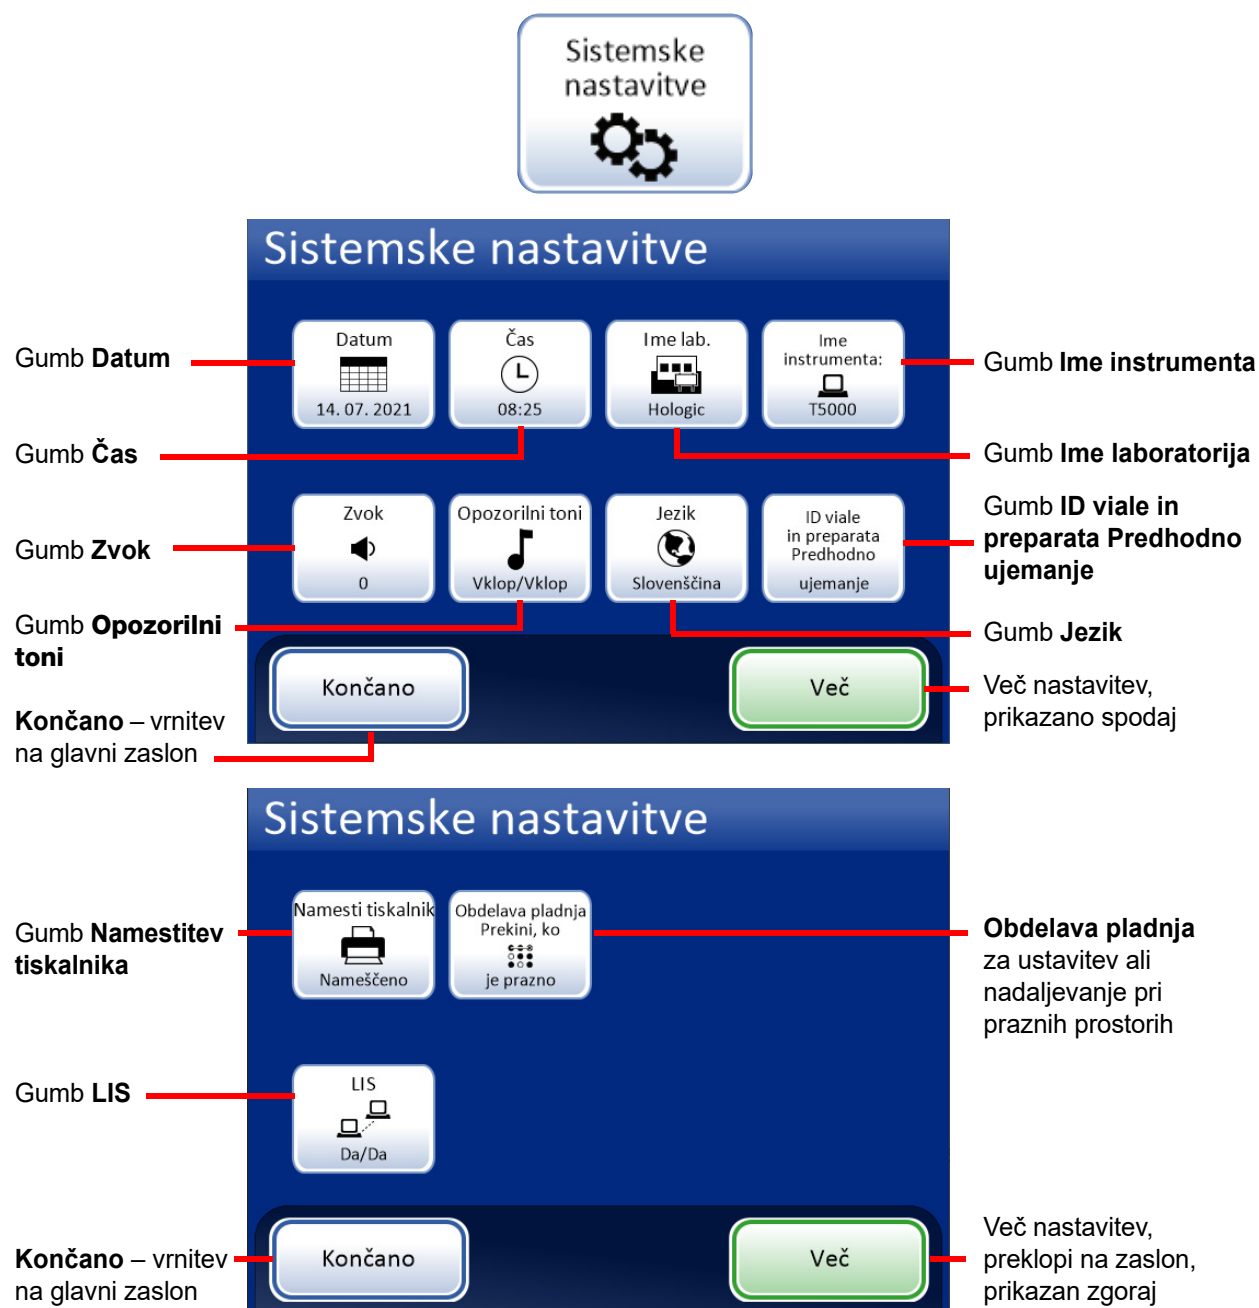 Sistemske
nastavitve
Sistemske nastavitve
Gumb Datum
Gumb Čas
Gumb Zvok
Gumb Opozorilni
toni
Končano – vrnitev
na glavni zaslon
Datum
14. 07. 2021
Čas
08:25
Ime lab.
Hologic
Ime
instrumenta:
T5000
Zvok
0
Opozorilni toni
Vklop/Vklop
Jezik
Slovenščina
ID viale
in preparata
Predhodno
ujemanje
Končano
Več
Gumb Ime instrumenta
Gumb Ime laboratorija
Gumb ID viale in
preparata Predhodno
ujemanje
Gumb Jezik
Več nastavitev,
prikazano spodaj
Sistemske nastavitve
Gumb Namestitev
tiskalnika
Gumb LIS
Končano – vrnitev
na glavni zaslon
Namesti tiskalnik
Nameščeno
Obdelava pladnja
Prekini, ko
je prazno
LIS
Da/Da
Končano
Več
Obdelava pladnja
za ustavitev ali
nadaljevanje pri
praznih prostorih
Več nastavitev,
preklopi na zaslon,
prikazan zgoraj